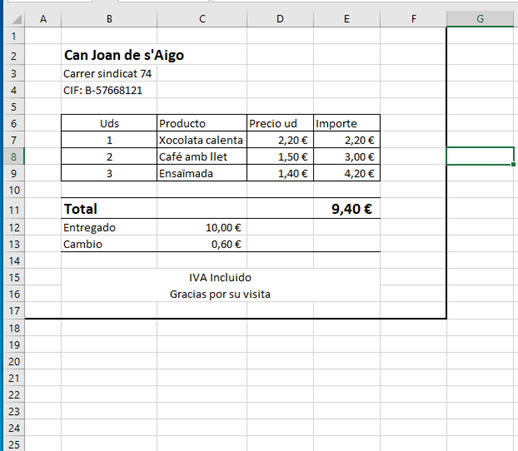 A B C D E F G
1
2 Can Joan de s'Aigo
3 Carrer sindicat 74
4 CIF: B-57668121
5
6 Uds Producto Precio ud Importe
7 1 Xocolata calenta 2,20 € 2,20 €
8 2 Café amb llet 1,50 € 3,00 €
9 3 Ensaïmada 1,40 € 4,20 €
10
11 Total 9,40 €
12 Entregado 10,00 €
13 Cambio 0,60 €
14
15 IVA Incluido
16 Gracias por su visita
17
18
19
20
21
22
23
24
25